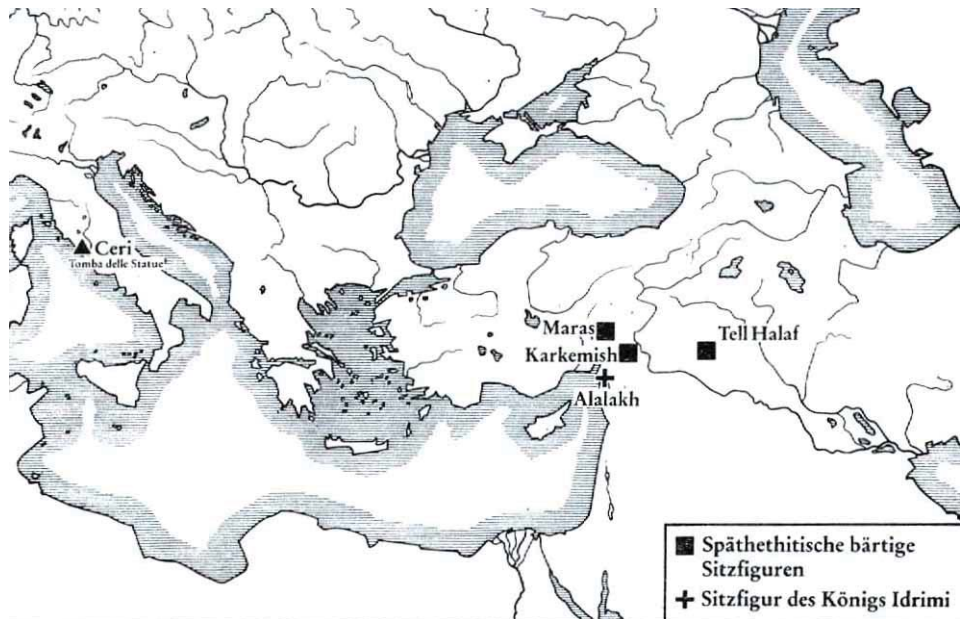 Ceri
Tomba delle Statue
Maras
Karkemish
Tell Halaf
Alalakh
Späthethitische bärtige
Sitzfiguren
Sitzfigur des Königs Idrimi